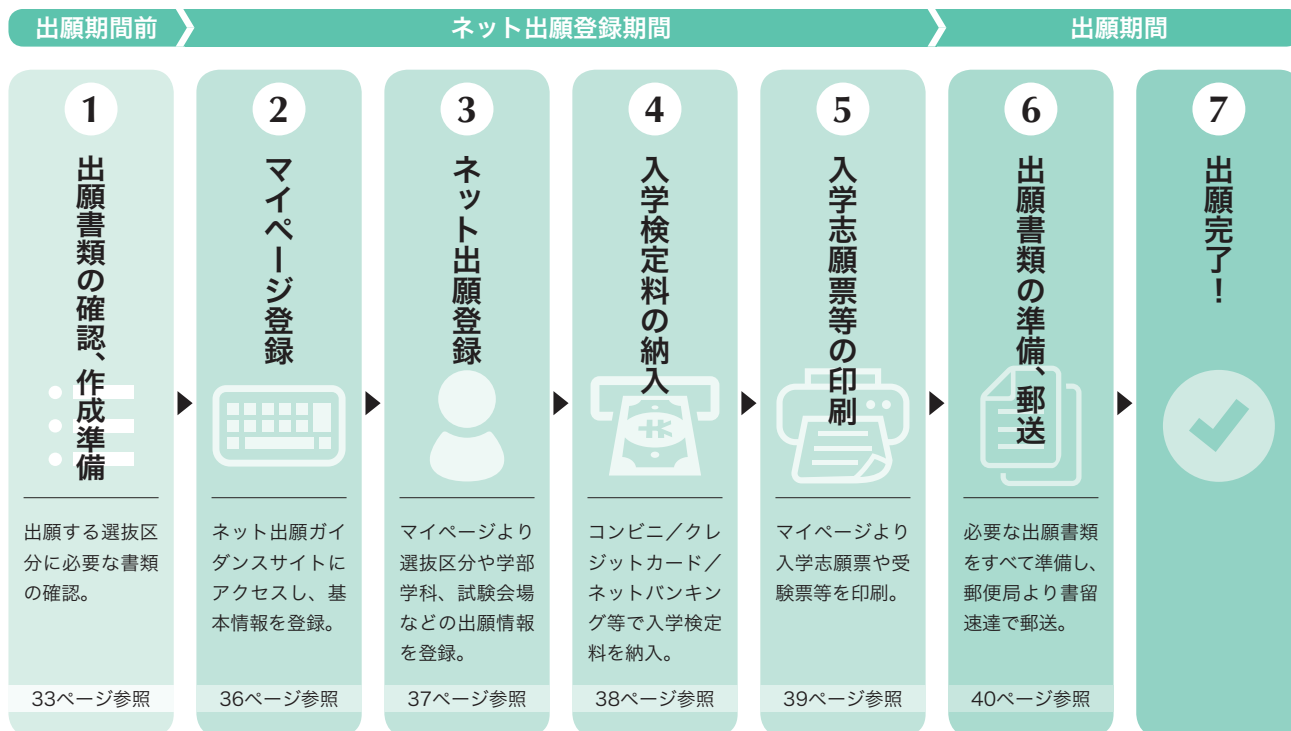 出願期間前
ネット出願登録期間
出願期間
1
出願書類の確認、作成準備
出願する選抜区
分に必要な書類
の確認。
33ページ参照
2
マイページ登録
ネット出願ガイ
ダンスサイトに
アクセスし、基
本情報を登録。
36ページ参照
3
ネット出願登録
マイページより
選抜区分や学部
学科、試験会場
などの出願情報
を登録。
37ページ参照
4
入学検定料の納入
コンビニ／クレ
ジットカード／
ネットバンキン
グ等で入学検定
料を納入。
38ページ参照
5
入学志願票等の印刷
マイページより
入学志願票や受
験票等を印刷。
39ページ参照
6
出願書類の準備、郵送
必要な出願書類
をすべて準備し、
郵便局より書留
速達で郵送。
40ページ参照
7
出願完了！